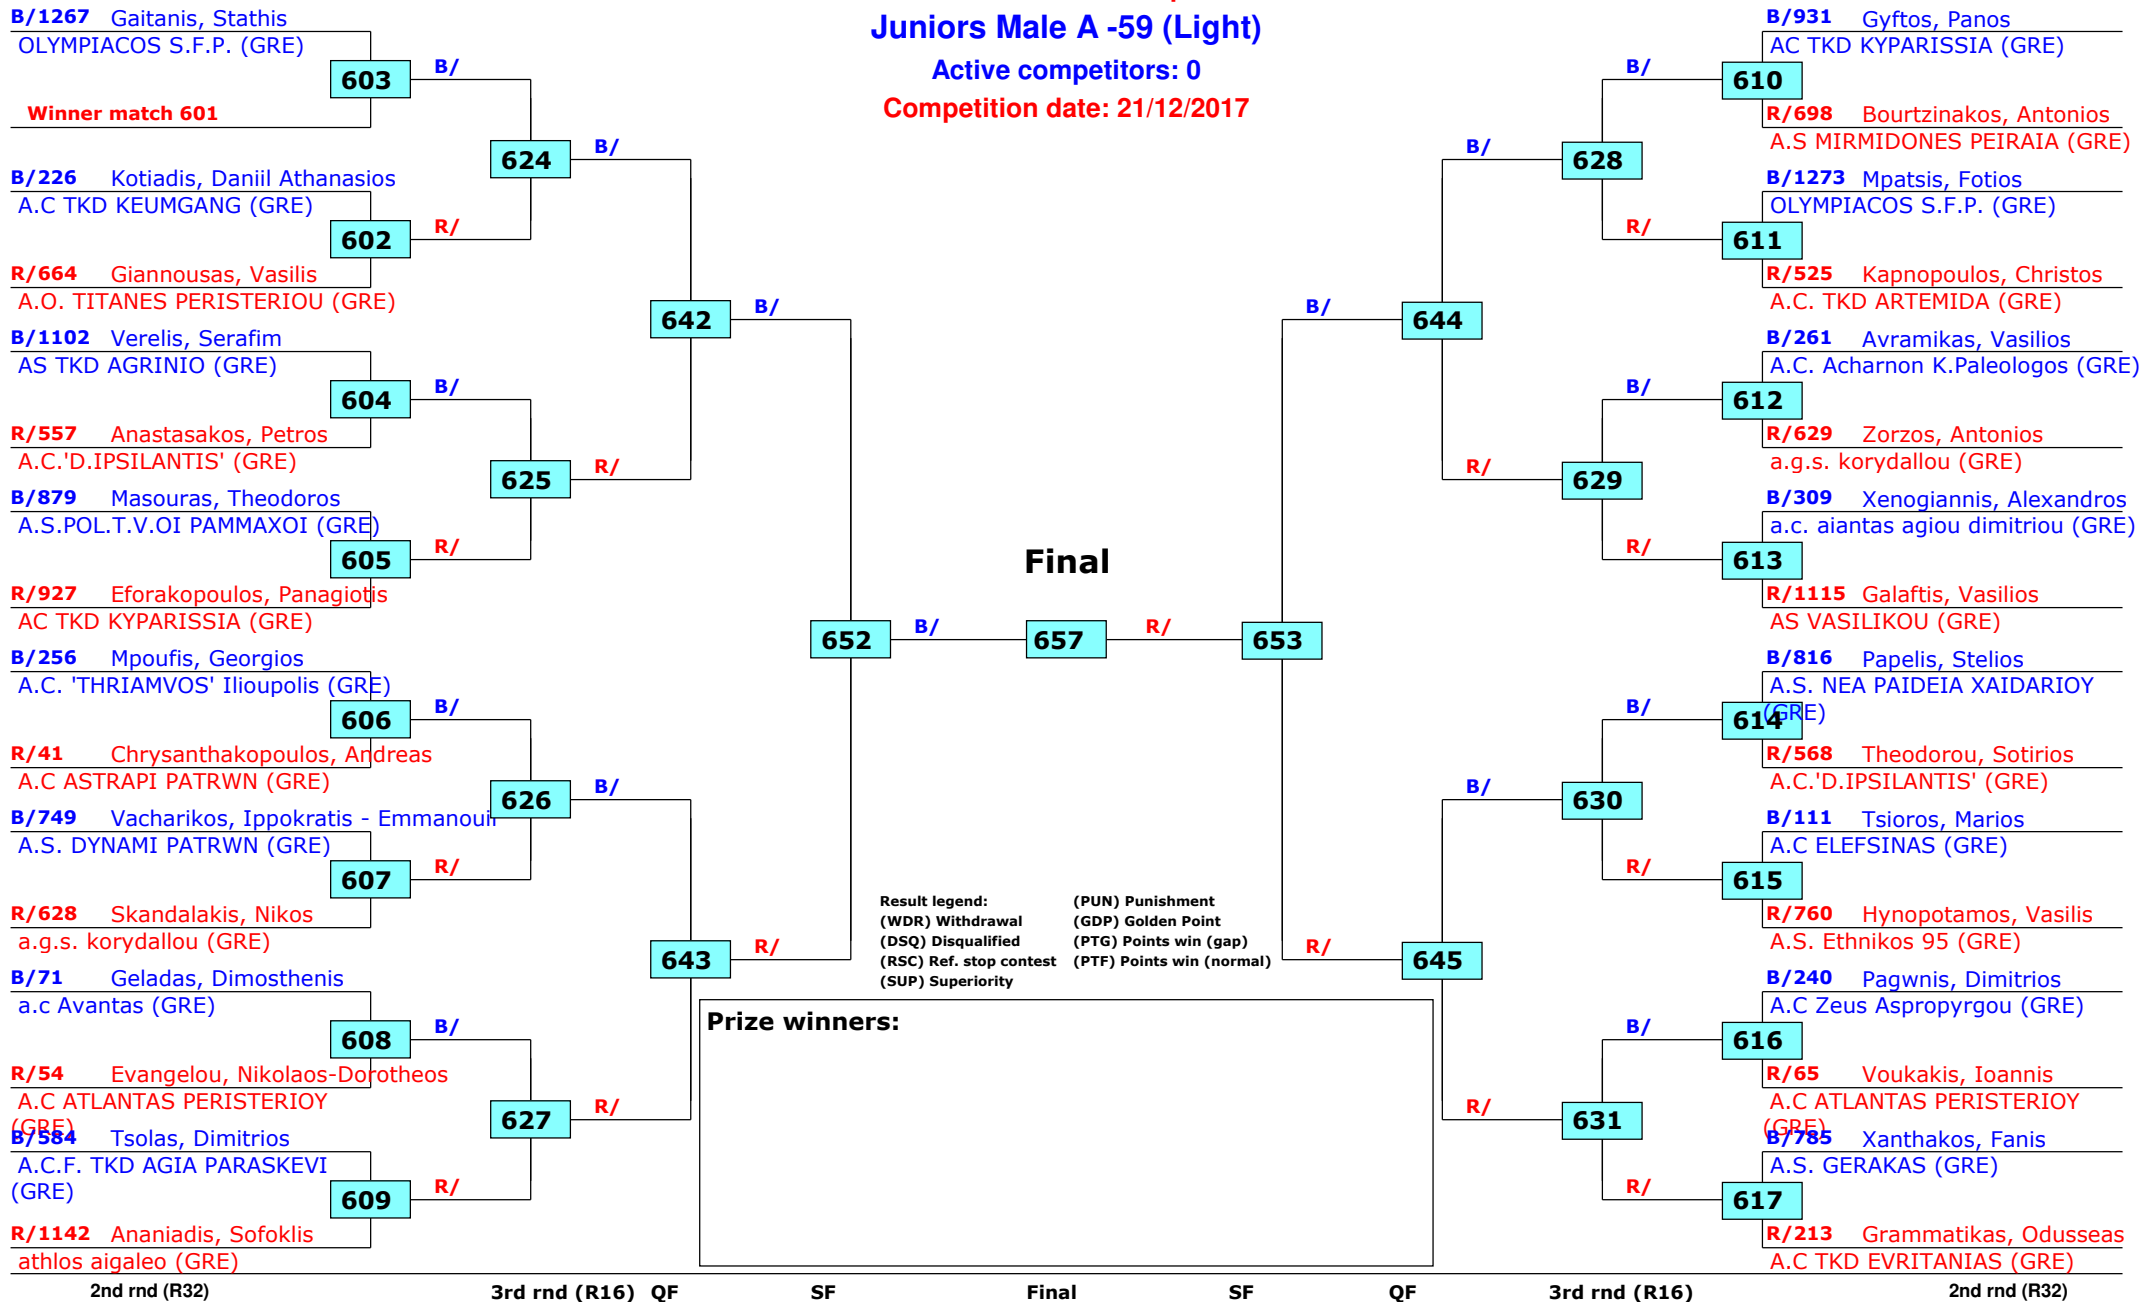 Juniors Male A -59 (Light)
Active competitors: 0
Competition date: 21/12/2017
B/1267 Gaitanis, Stathis
OLYMPIACOS S.F.P. (GRE)
603
B/
Winner match 601
624
B/
B/226 Kotiadis, Daniil Athanasios
A.C TKD KEUMGANG (GRE)
602
R/
R/664 Giannousas, Vasilis
A.O. TITANES PERISTERIOU (GRE)
642
B/
B/1102 Verelis, Serafim
AS TKD AGRINIO (GRE)
604
B/
R/557 Anastasakos, Petros
A.C.'D.IPSILANTIS' (GRE)
625
R/
B/879 Masouras, Theodoros
A.S.POL.T.V.OI PAMMAXOI (GRE)
605
R/
R/927 Eforakopoulos, Panagiotis
AC TKD KYPARISSIA (GRE)
652
B/
B/256 Mpoufis, Georgios
A.C. 'THRIAMVOS' Ilioupolis (GRE)
606
B/
R/41 Chrysanthakopoulos, Andreas
A.C ASTRAPI PATRWN (GRE)
626
B/
B/749 Vacharikos, Ippokratis - Emmanouil
A.S. DYNAMI PATRWN (GRE)
607
R/
R/628 Skandalakis, Nikos
a.g.s. korydallou (GRE)
643
R/
B/71 Geladas, Dimosthenis
a.c Avantas (GRE)
608
B/
R/54 Evangelou, Nikolaos-Dorotheos
A.C ATLANTAS PERISTERIOY
(GRE)
627
R/
B/584 Tsolas, Dimitrios
A.C.F. TKD AGIA PARASKEVI
(GRE)
609
R/
R/1142 Ananiadis, Sofoklis
athlos aigaleo (GRE)
Final
657
R/
Result legend:
(WDR) Withdrawal
(DSQ) Disqualified
(RSC) Ref. stop contest
(SUP) Superiority
(PUN) Punishment
(GDP) Golden Point
(PTG) Points win (gap)
(PTF) Points win (normal)
Prize winners:
B/931 Gyftos, Panos
AC TKD KYPARISSIA (GRE)
B/
610
R/698 Bourtzinakos, Antonios
A.S MIRMIDONES PEIRAIA (GRE)
B/
628
B/1273 Mpatsis, Fotios
OLYMPIACOS S.F.P. (GRE)
R/
611
R/525 Kapnopoulos, Christos
A.C. TKD ARTEMIDA (GRE)
B/
644
B/261 Avramikas, Vasilios
A.C. Acharnon K.Paleologos (GRE)
B/
612
R/629 Zorzos, Antonios
a.g.s. korydallou (GRE)
R/
629
B/309 Xenogiannis, Alexandros
a.c. aiantas agiou dimitriou (GRE)
R/
613
R/1115 Galaftis, Vasilios
AS VASILIKOU (GRE)
653
B/816 Papelis, Stelios
A.S. NEA PAIDEIA XAIDARIOY
(GRE)
B/
614
R/568 Theodorou, Sotirios
A.C.'D.IPSILANTIS' (GRE)
B/
630
B/111 Tsioros, Marios
A.C ELEFSINAS (GRE)
R/
615
R/760 Hynopotamos, Vasilis
A.S. Ethnikos 95 (GRE)
R/
645
B/240 Pagwnis, Dimitrios
A.C Zeus Aspropyrgou (GRE)
B/
616
R/65 Voukakis, Ioannis
A.C ATLANTAS PERISTERIOY
(GRE)
R/
631
B/785 Xanthakos, Fanis
A.S. GERAKAS (GRE)
R/
617
R/213 Grammatikas, Odusseas
A.C TKD EVRITANIAS (GRE)
2nd rnd (R32) 3rd rnd (R16) QF SF Final SF QF 3rd rnd (R16) 2nd rnd (R32)